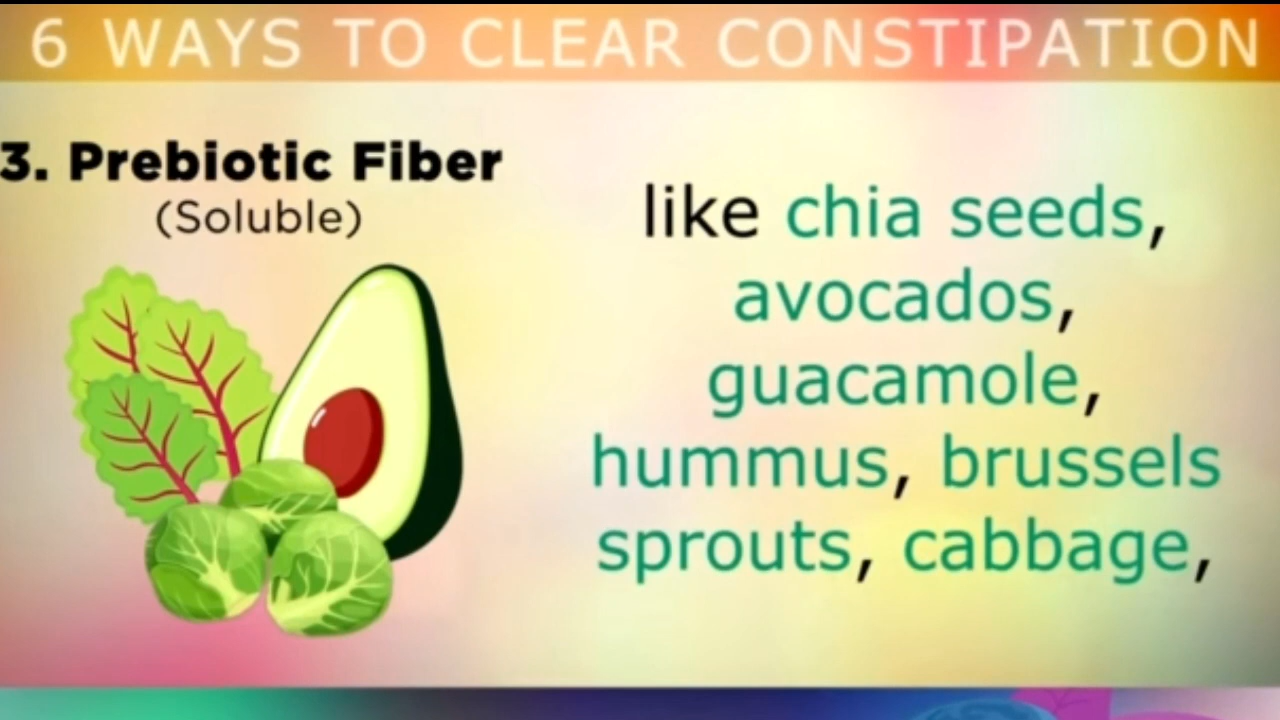 6 WAYS TO CLEAR CONSTIPATION
3. Prebiotic Fiber
(Soluble)
like chia seeds,
avocados,
guacamole,
hummus, brussels
sprouts, cabbage,